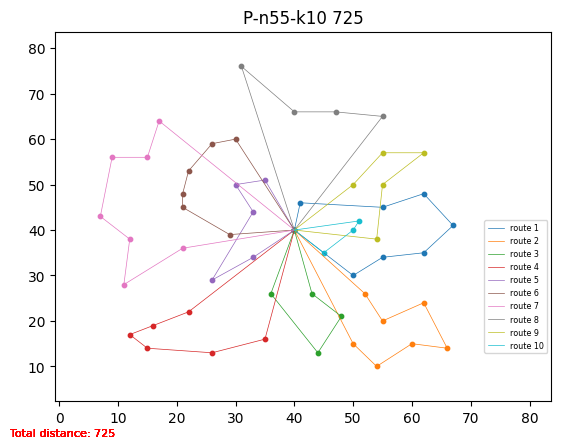 P-n55-k10 725
80
70
60
50
40
30
20
10
0 10 20 30 40 50 60 70 80
route 1
route 2
route 3
route 4
route 5
route 6
route 7
route 8
route 9
route 10
Total distance: 725